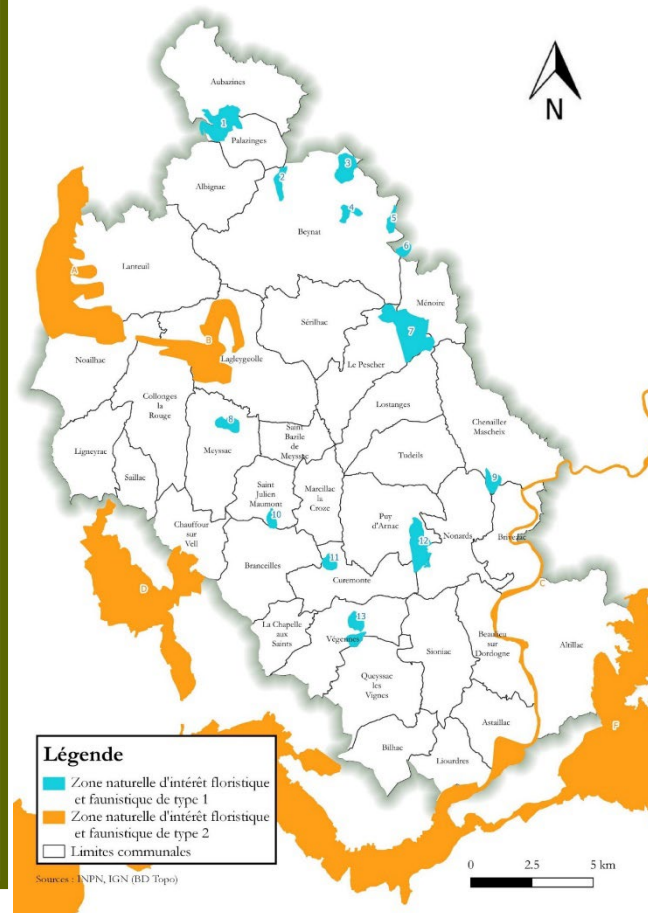 Aubazines
1
Palazinges
N
3
2
Albignac
4
5
Beynat
6
Lanteuil
A
Ménoire
7
Sérilhac
B
Lagleygeolle
Noailhac
Le Pescher
Collonges
la
Rouge
Lostanges
Chenailler
Mascheix
8
Meyssac
Saint
Bazile
de
Meyssac
Ligneyrac
Tudeils
Saillac
9
Saint
Julien
Maumont
Marcillac
la
Croze
10
Puy
d'Arnac
Nonards
Chauffour
sur
Vell
12
11
Branceilles
Curemonte
C
D
La Chapelle
aux
Saints
13
Végennes
Sioniac
Beaulieu
sur
Dordogne
Altillac
Queyssac
les
Vignes
F
Astaillac
Bilhac
Liourdres
Légende
Zone naturelle d'intérêt floristique
et faunistique de type 1
Zone naturelle d'intérêt floristique
et faunistique de type 2
Limites communales
Sources : INPN, IGN (BD Topo)
0 2.5 5 km